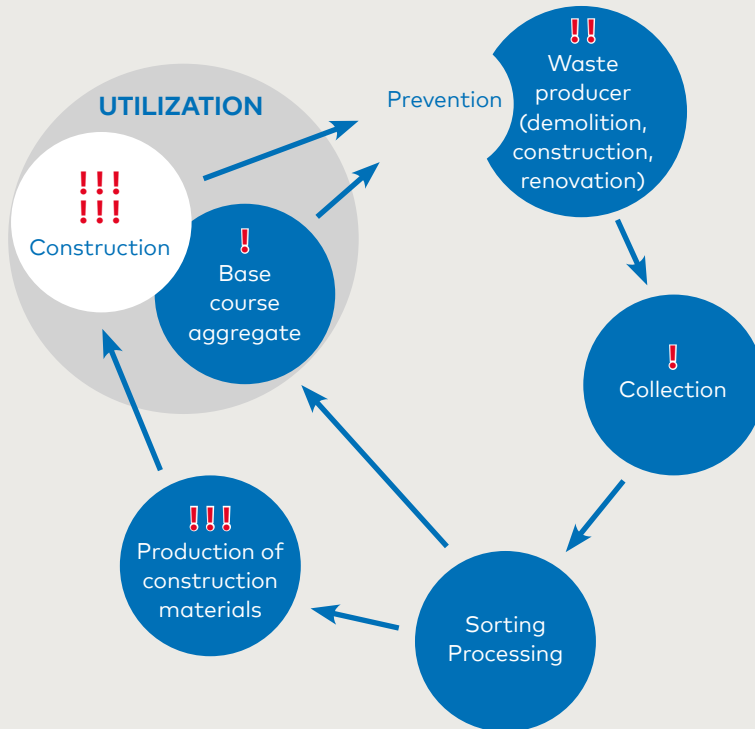 UTILIZATION
!!!
!!!
Construction
!
Base
course
aggregate
Prevention
!!
Waste
producer
(demolition,
construction,
renovation)
!
Collection
Sorting
Processing
!!!
Production of
construction
materials